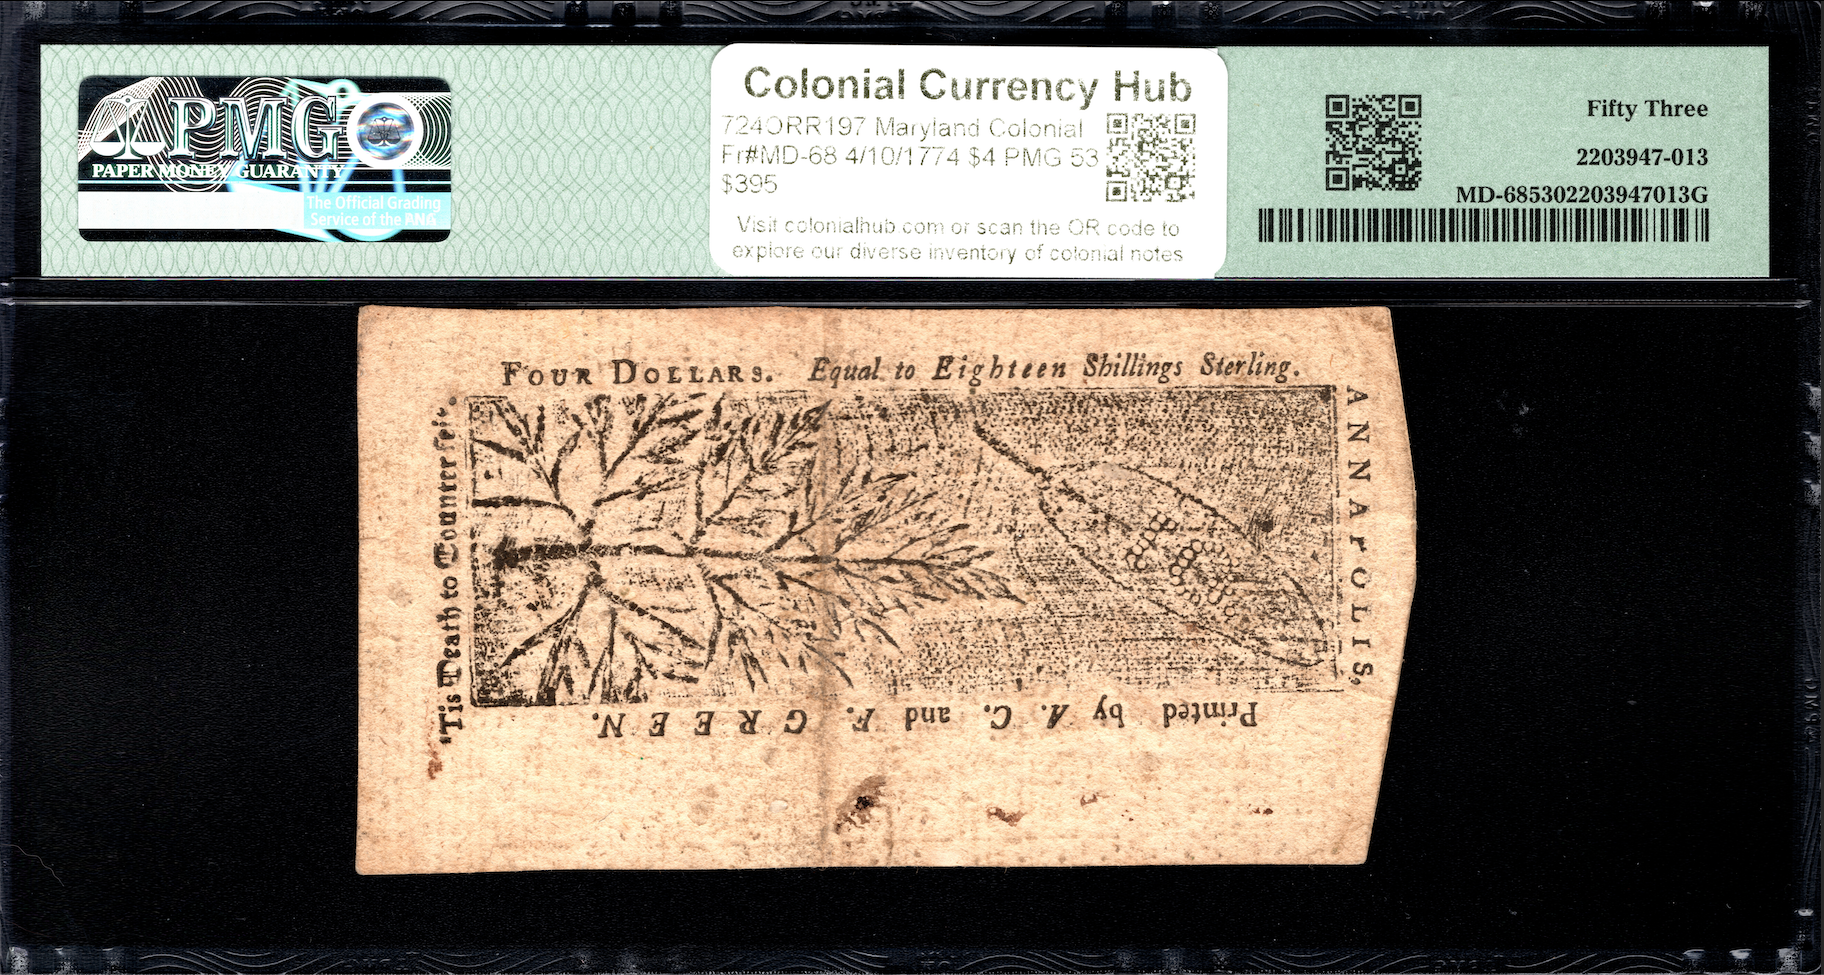 PMG
PAPER MONEY GUARANTY
The Official Grading
Service of the ANA
Colonial Currency Hub
724ORR197 Maryland Colonial
Fr#MD-68 4/10/1774 $4 PMG 53
$395
Visit colonialhub.com or scan the QR code to
explore our diverse inventory of colonial notes
Fifty Three
2203947-013
MD-685302203947013G
FOUR DOLLARS. Equal to Eighteen Shillings Sterling.
ANNAPOLIS,
Printed by A. C. and F. GREEN.
'Tis Death to Counterfeit.